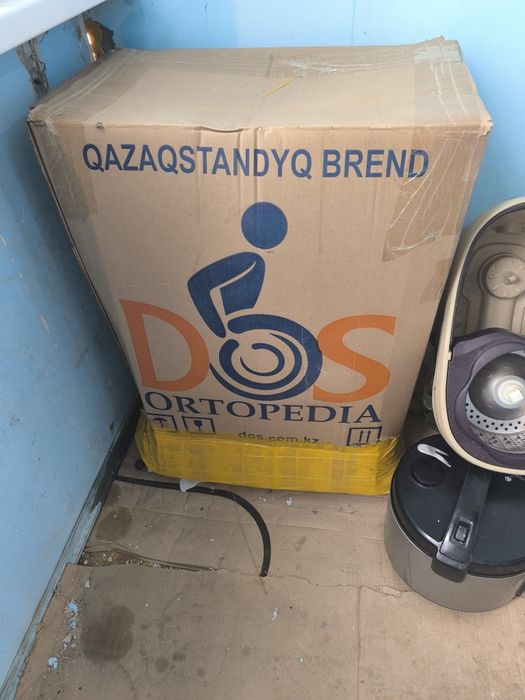 QAZAQSTANDYQ BREND
DOS
ORTOPEDIA
dos.com.kz